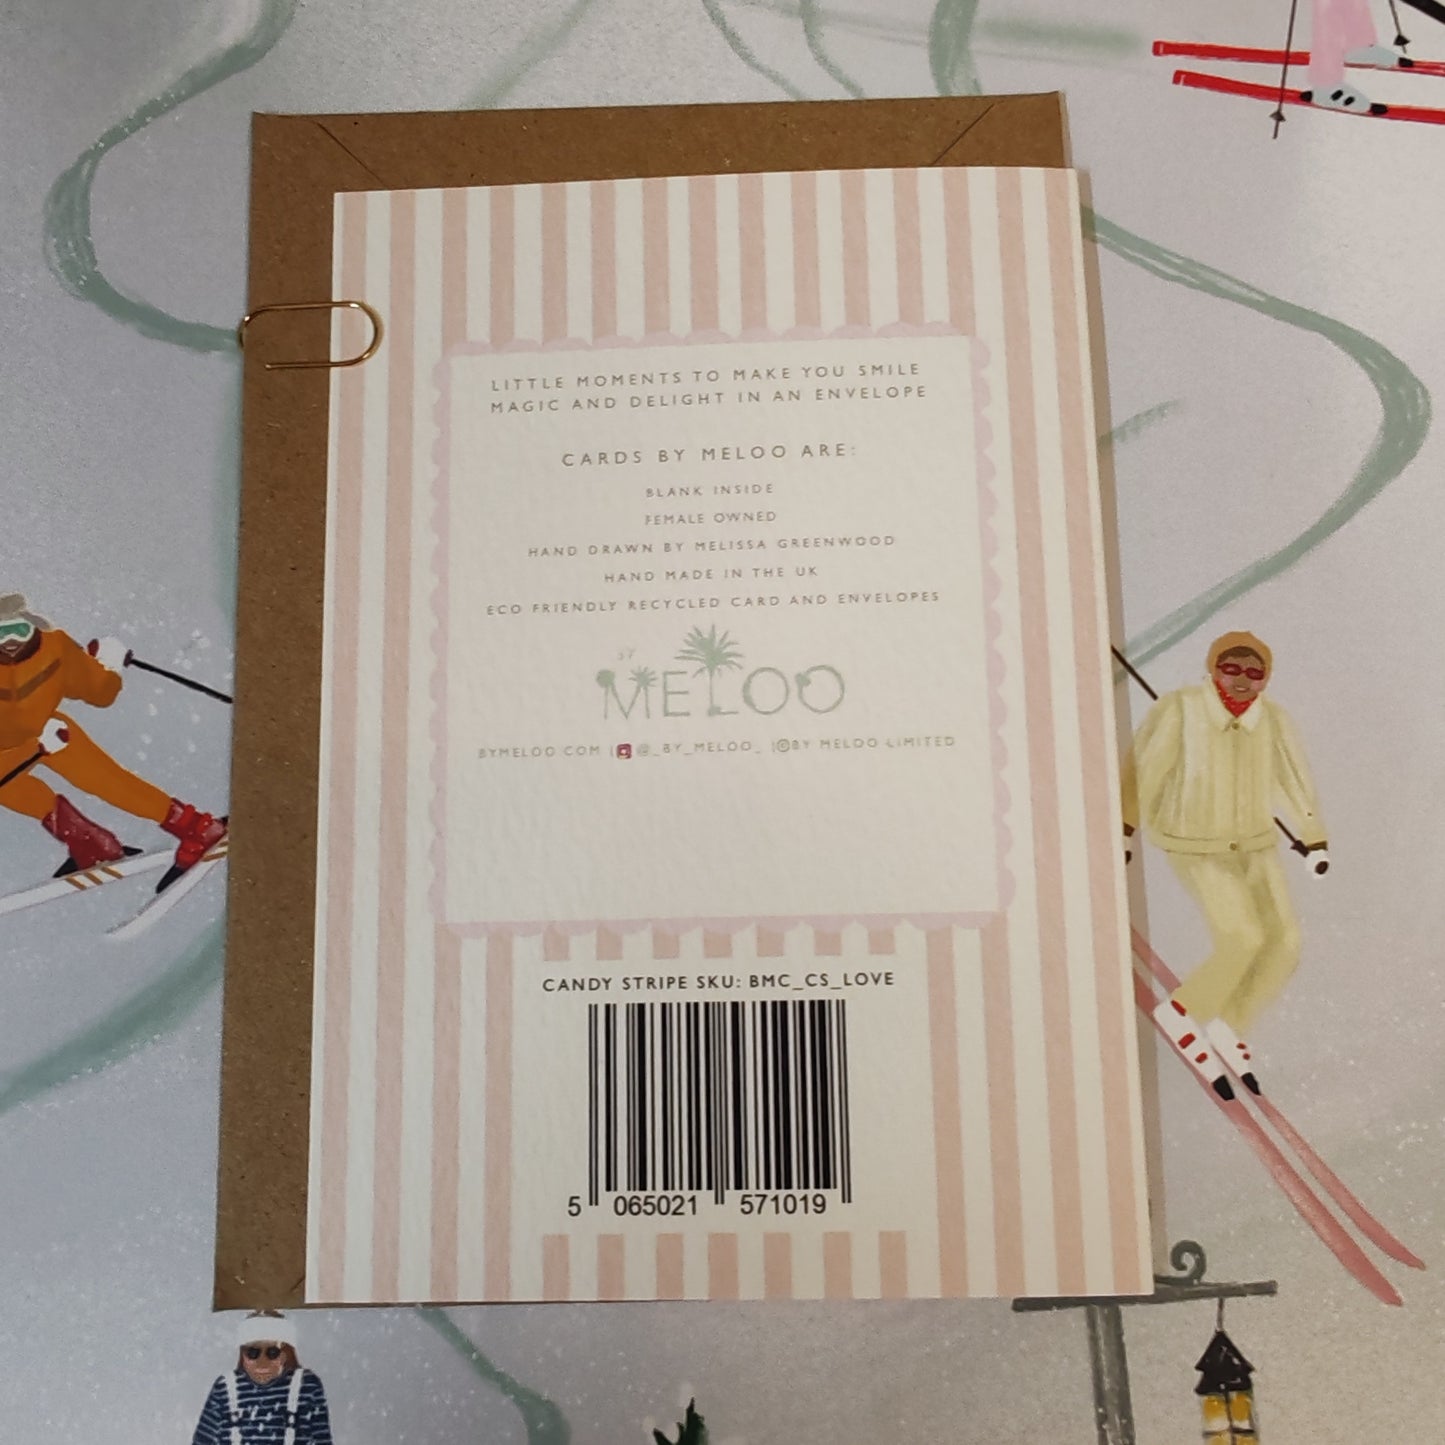 LITTLE MOMENTS TO MAKE YOU SMILE
MAGIC AND DELIGHT IN AN ENVELOPE
CARDS BY MELOO ARE:
BLANK INSIDE
FEMALE OWNED
HAND DRAWN BY MELISSA GREENWOOD
HAND MADE IN THE UK
ECO FRIENDLY RECYCLED CARD AND ENVELOPES
BY
MELOO
BYMELOO.COM | @_BY_MELOO_ |©BY MELOO LIMITED
CANDY STRIPE SKU: BMC_CS_LOVE
5 065021 571019